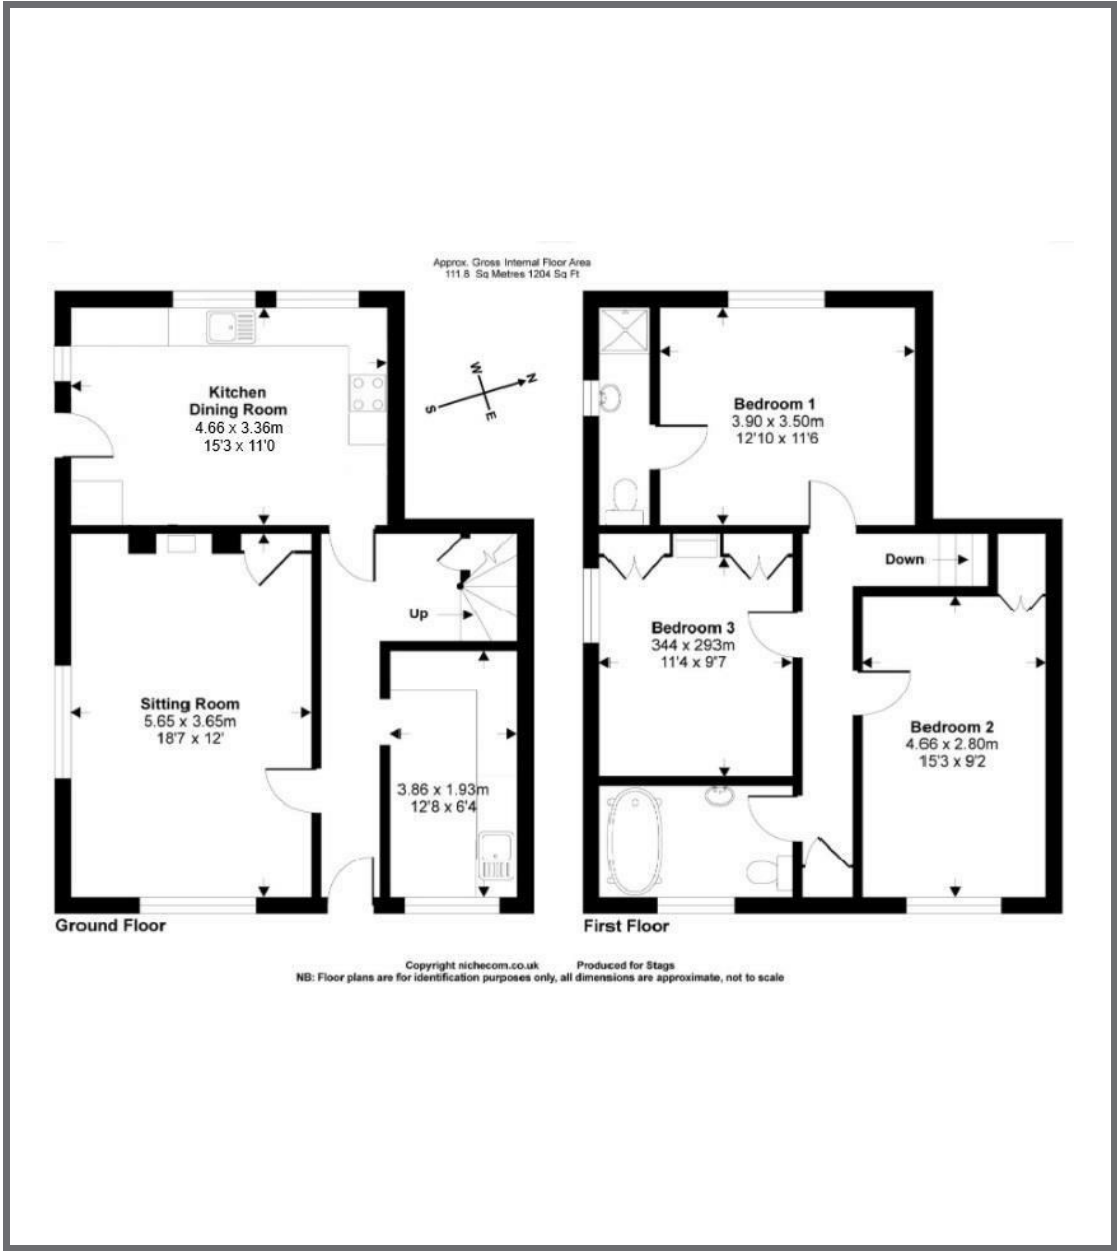 Approx. Gross Internal Floor Area
111.8 Sq Metres 1204 Sq Ft
W
N
S
E
Kitchen
Dining Room
4.66 x 3.36m
15'3 x 11'0
Up
Sitting Room
5.65 x 3.65m
18'7 x 12'
3.86 x 1.93m
12'8 x 6'4
Ground Floor
Bedroom 1
3.90 x 3.50m
12'10 x 11'6
Down
Bedroom 3
344 x 293m
11'4 x 9'7
Bedroom 2
4.66 x 2.80m
15'3 x 9'2
First Floor
Copyright nichecom.co.uk Produced for Stags
NB: Floor plans are for identification purposes only, all dimensions are approximate, not to scale